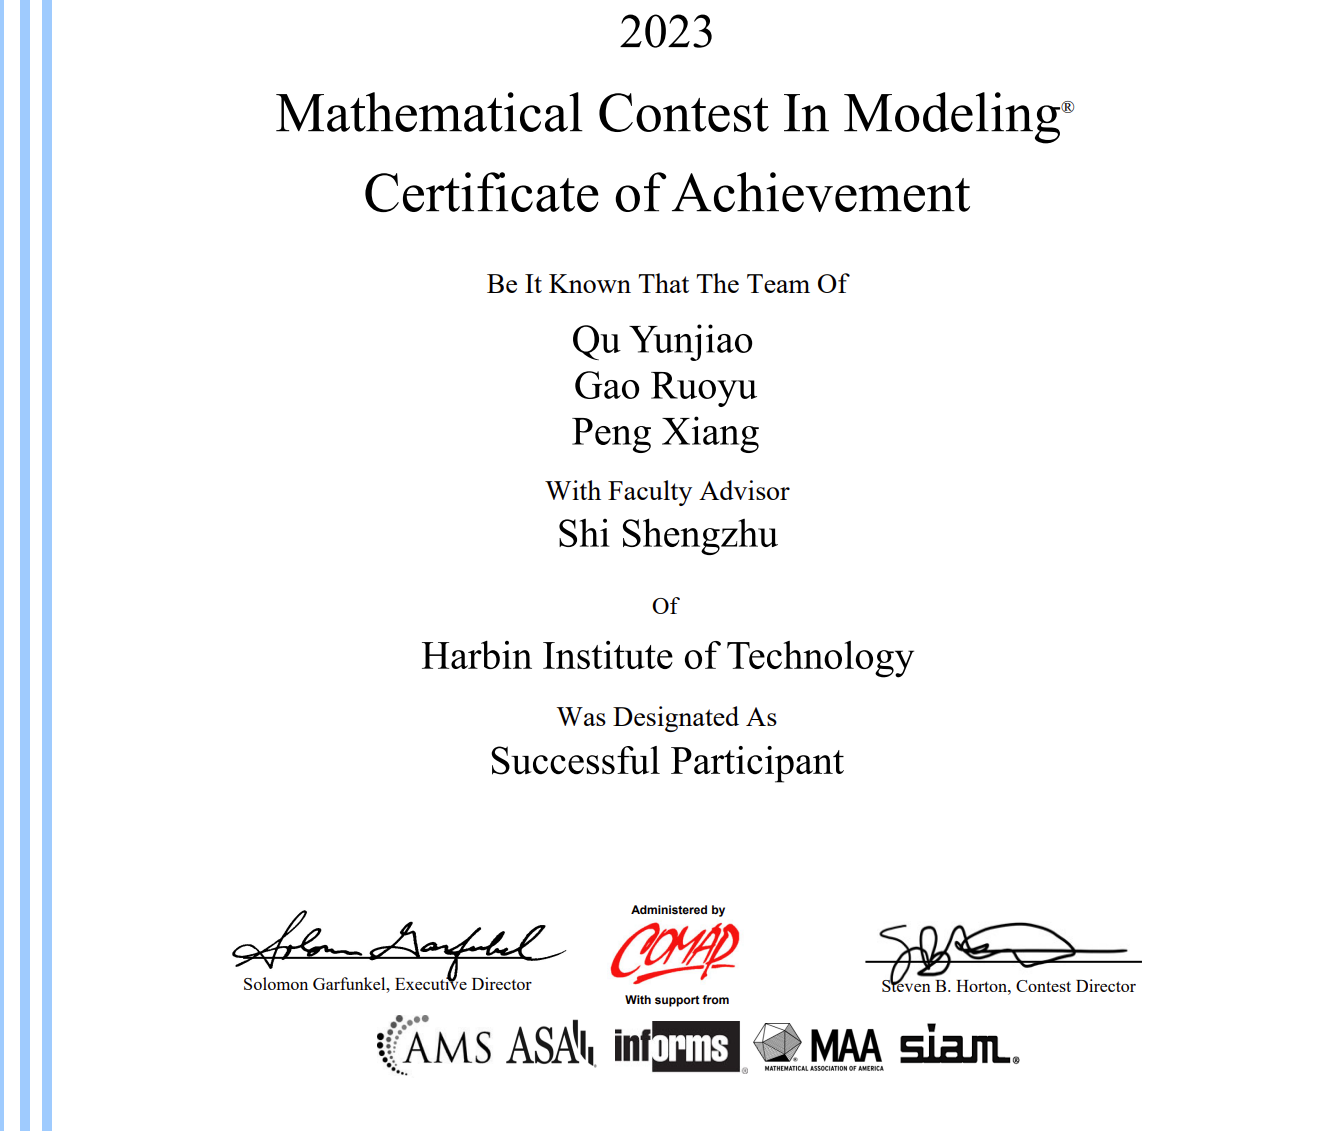 2023
Mathematical Contest In Modeling®
Certificate of Achievement
Be It Known That The Team Of
Qu Yunjiao
Gao Ruoyu
Peng Xiang
With Faculty Advisor
Shi Shengzhu
Of
Harbin Institute of Technology
Was Designated As
Successful Participant
Administered by
Solomon Garfunkel
COMAP
Solomon Garfunkel, Executive Director
Steven B. Horton, Contest Director
With support from
AMS ASA informs® MAA siam®
MATHEMATICAL ASSOCIATION OF AMERICA